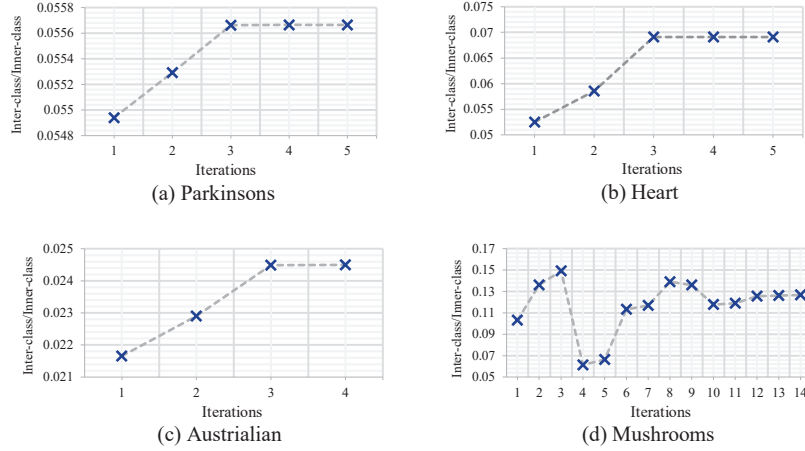 Inter-class/Inner-class
0.0558
0.0556
0.0554
0.0552
0.055
0.0548
1 2 3 4 5
Iterations
(a) Parkinsons
Inter-class/Inner-class
0.075
0.07
0.065
0.06
0.055
0.05
1 2 3 4 5
Iterations
(b) Heart
Inter-class/Inner-class
0.025
0.024
0.023
0.022
0.021
1 2 3 4
Iterations
(c) Austrialian
Inter-class/Inner-class
0.17
0.15
0.13
0.11
0.09
0.07
0.05
1 2 3 4 5 6 7 8 9 10 11 12 13 14
Iterations
(d) Mushrooms